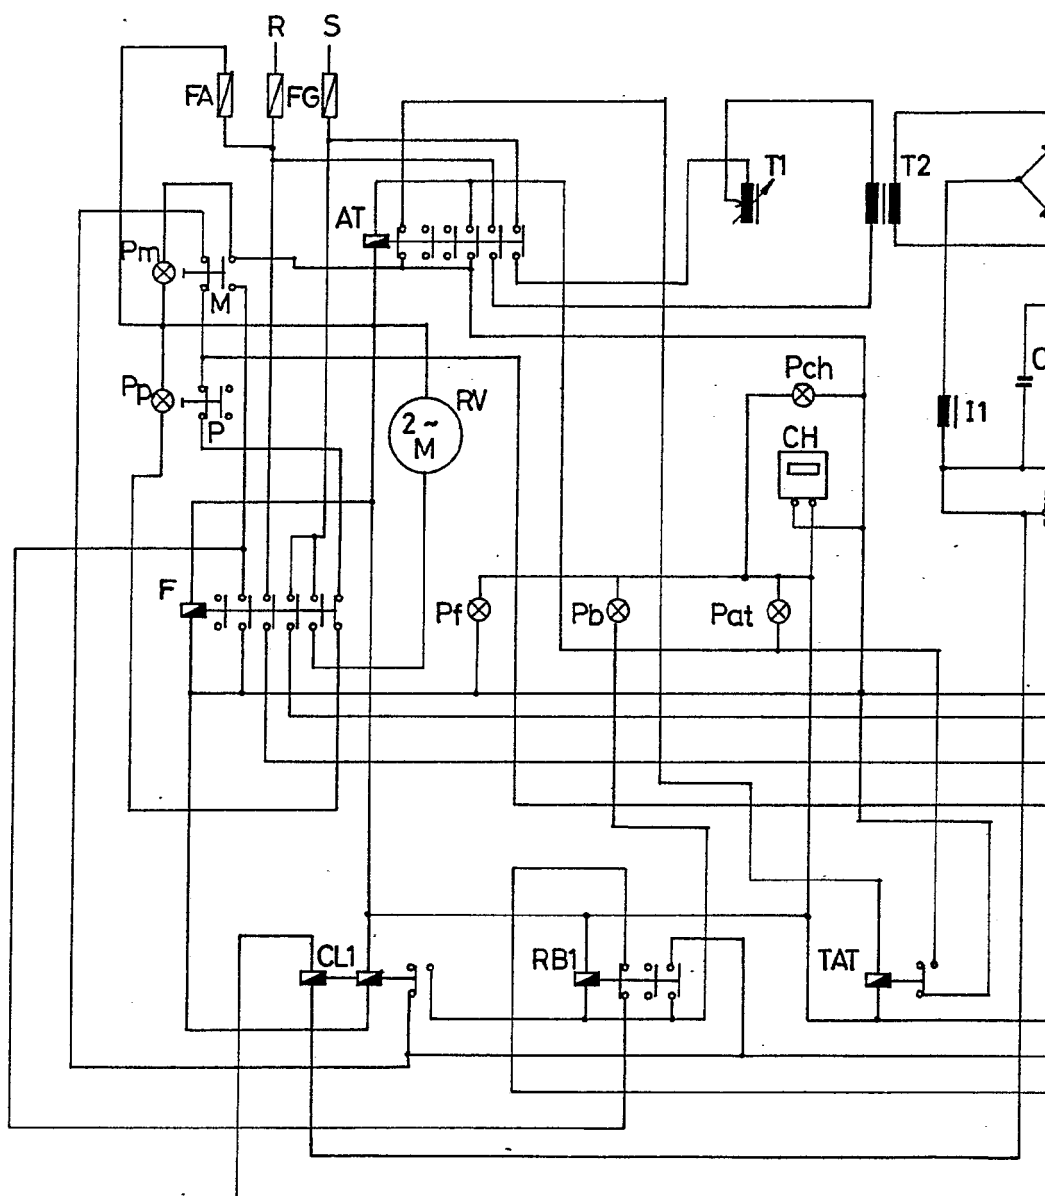 R S
FA FG
T1 T2
AT
Pm
M
Pch
Pp RV
2 ~
M
P
I1
CH
F
Pf Pb Pat
CL1 RB1 TAT